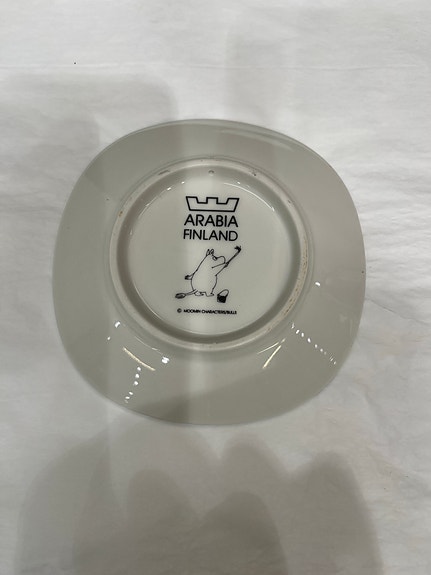 ARABIA
FINLAND
© MOOMIN CHARACTERS/BULLS